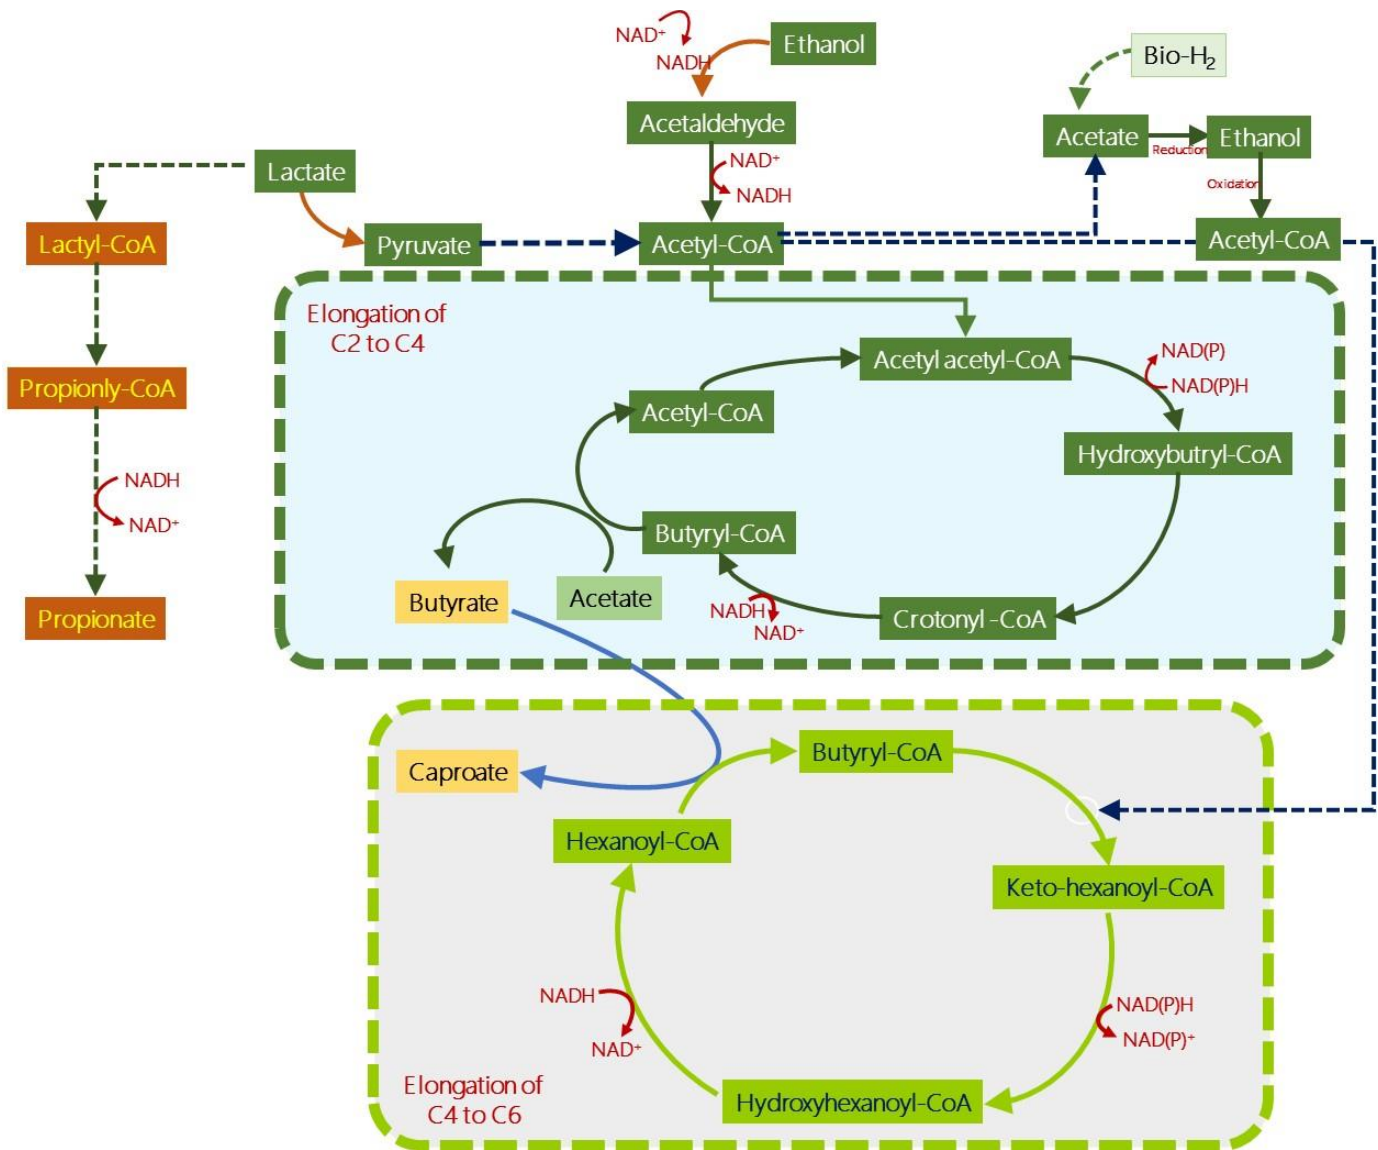 NAD⁺
NADH
Ethanol
Bio-H₂
Acetaldehyde
Acetate
Reduction
Ethanol
NAD⁺
NADH
Oxidation
Lactate
Lactyl-CoA
Pyruvate
Acetyl-CoA
Acetyl-CoA
Elongation of
C2 to C4
Acetyl acetyl-CoA
NAD(P)
NAD(P)H
Propionly-CoA
Acetyl-CoA
Hydroxybutryl-CoA
NADH
NAD⁺
Butyryl-CoA
Butyrate
Acetate
NADH
NAD⁺
Crotonyl -CoA
Propionate
Butyryl-CoA
Caproate
Hexanoyl-CoA
Keto-hexanoyl-CoA
NADH
NAD⁺
NAD(P)H
NAD(P)⁺
Elongation of
C4 to C6
Hydroxyhexanoyl-CoA